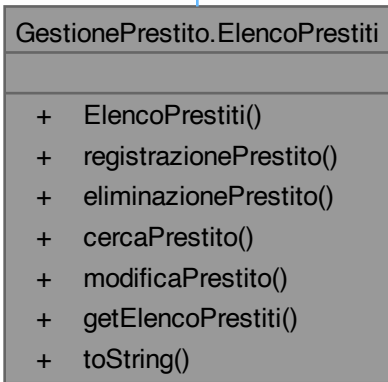 GestionePrestito.ElencoPrestiti
+ ElencoPrestiti()
+ registrazionePrestito()
+ eliminazionePrestito()
+ cercaPrestito()
+ modificaPrestito()
+ getElencoPrestiti()
+ toString()